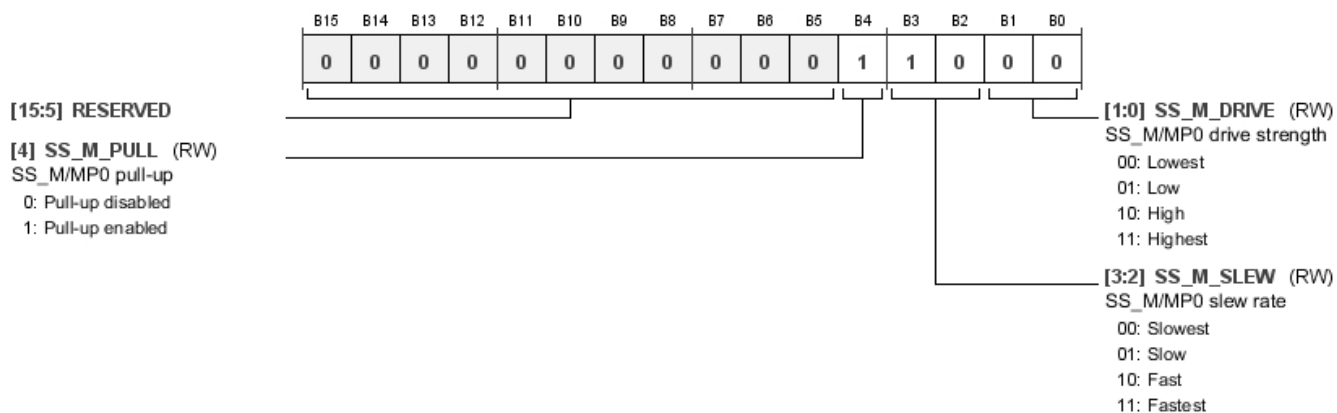 B15 B14 B13 B12 B11 B10 B9 B8 B7 B6 B5 B4 B3 B2 B1 B0
0 0 0 0 0 0 0 0 0 0 0 1 1 0 0 0
[15:5] RESERVED
[4] SS_M_PULL (RW)
SS_M/MP0 pull-up
0: Pull-up disabled
1: Pull-up enabled
[1:0] SS_M_DRIVE (RW)
SS_M/MP0 drive strength
00: Lowest
01: Low
10: High
11: Highest
[3:2] SS_M_SLEW (RW)
SS_M/MP0 slew rate
00: Slowest
01: Slow
10: Fast
11: Fastest